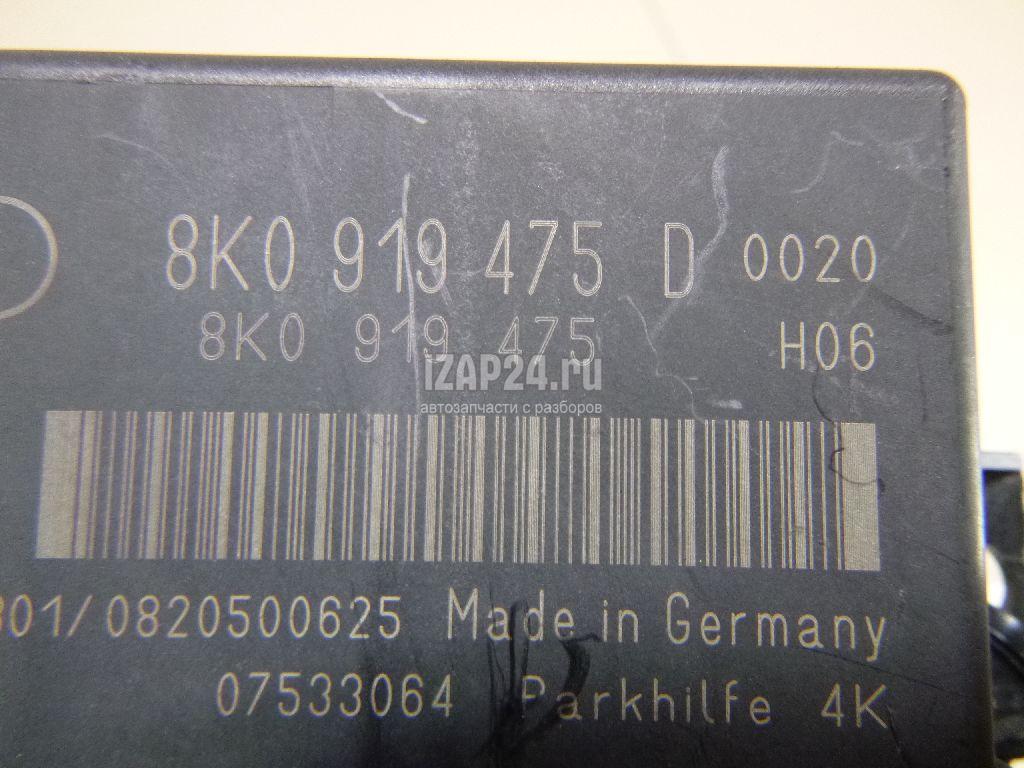 8K0 919 475 D 0020
8K0 919 475 H06
iZAP24.ru
автозапчасти с разборов
801/0820500625 Made in Germany
07533064 Parkhilfe 4K